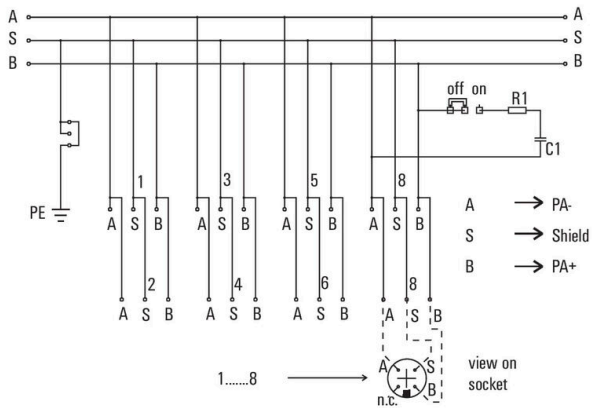 A A
S S
B B
off on
R1
C1
1 3 5 8
PE
A S B A S B A S B A S B
A → PA-
S → Shield
B → PA+
2 4 6 8
A S B A S B A S B A S B
A S
B
n.c.
1.......8
view on
socket